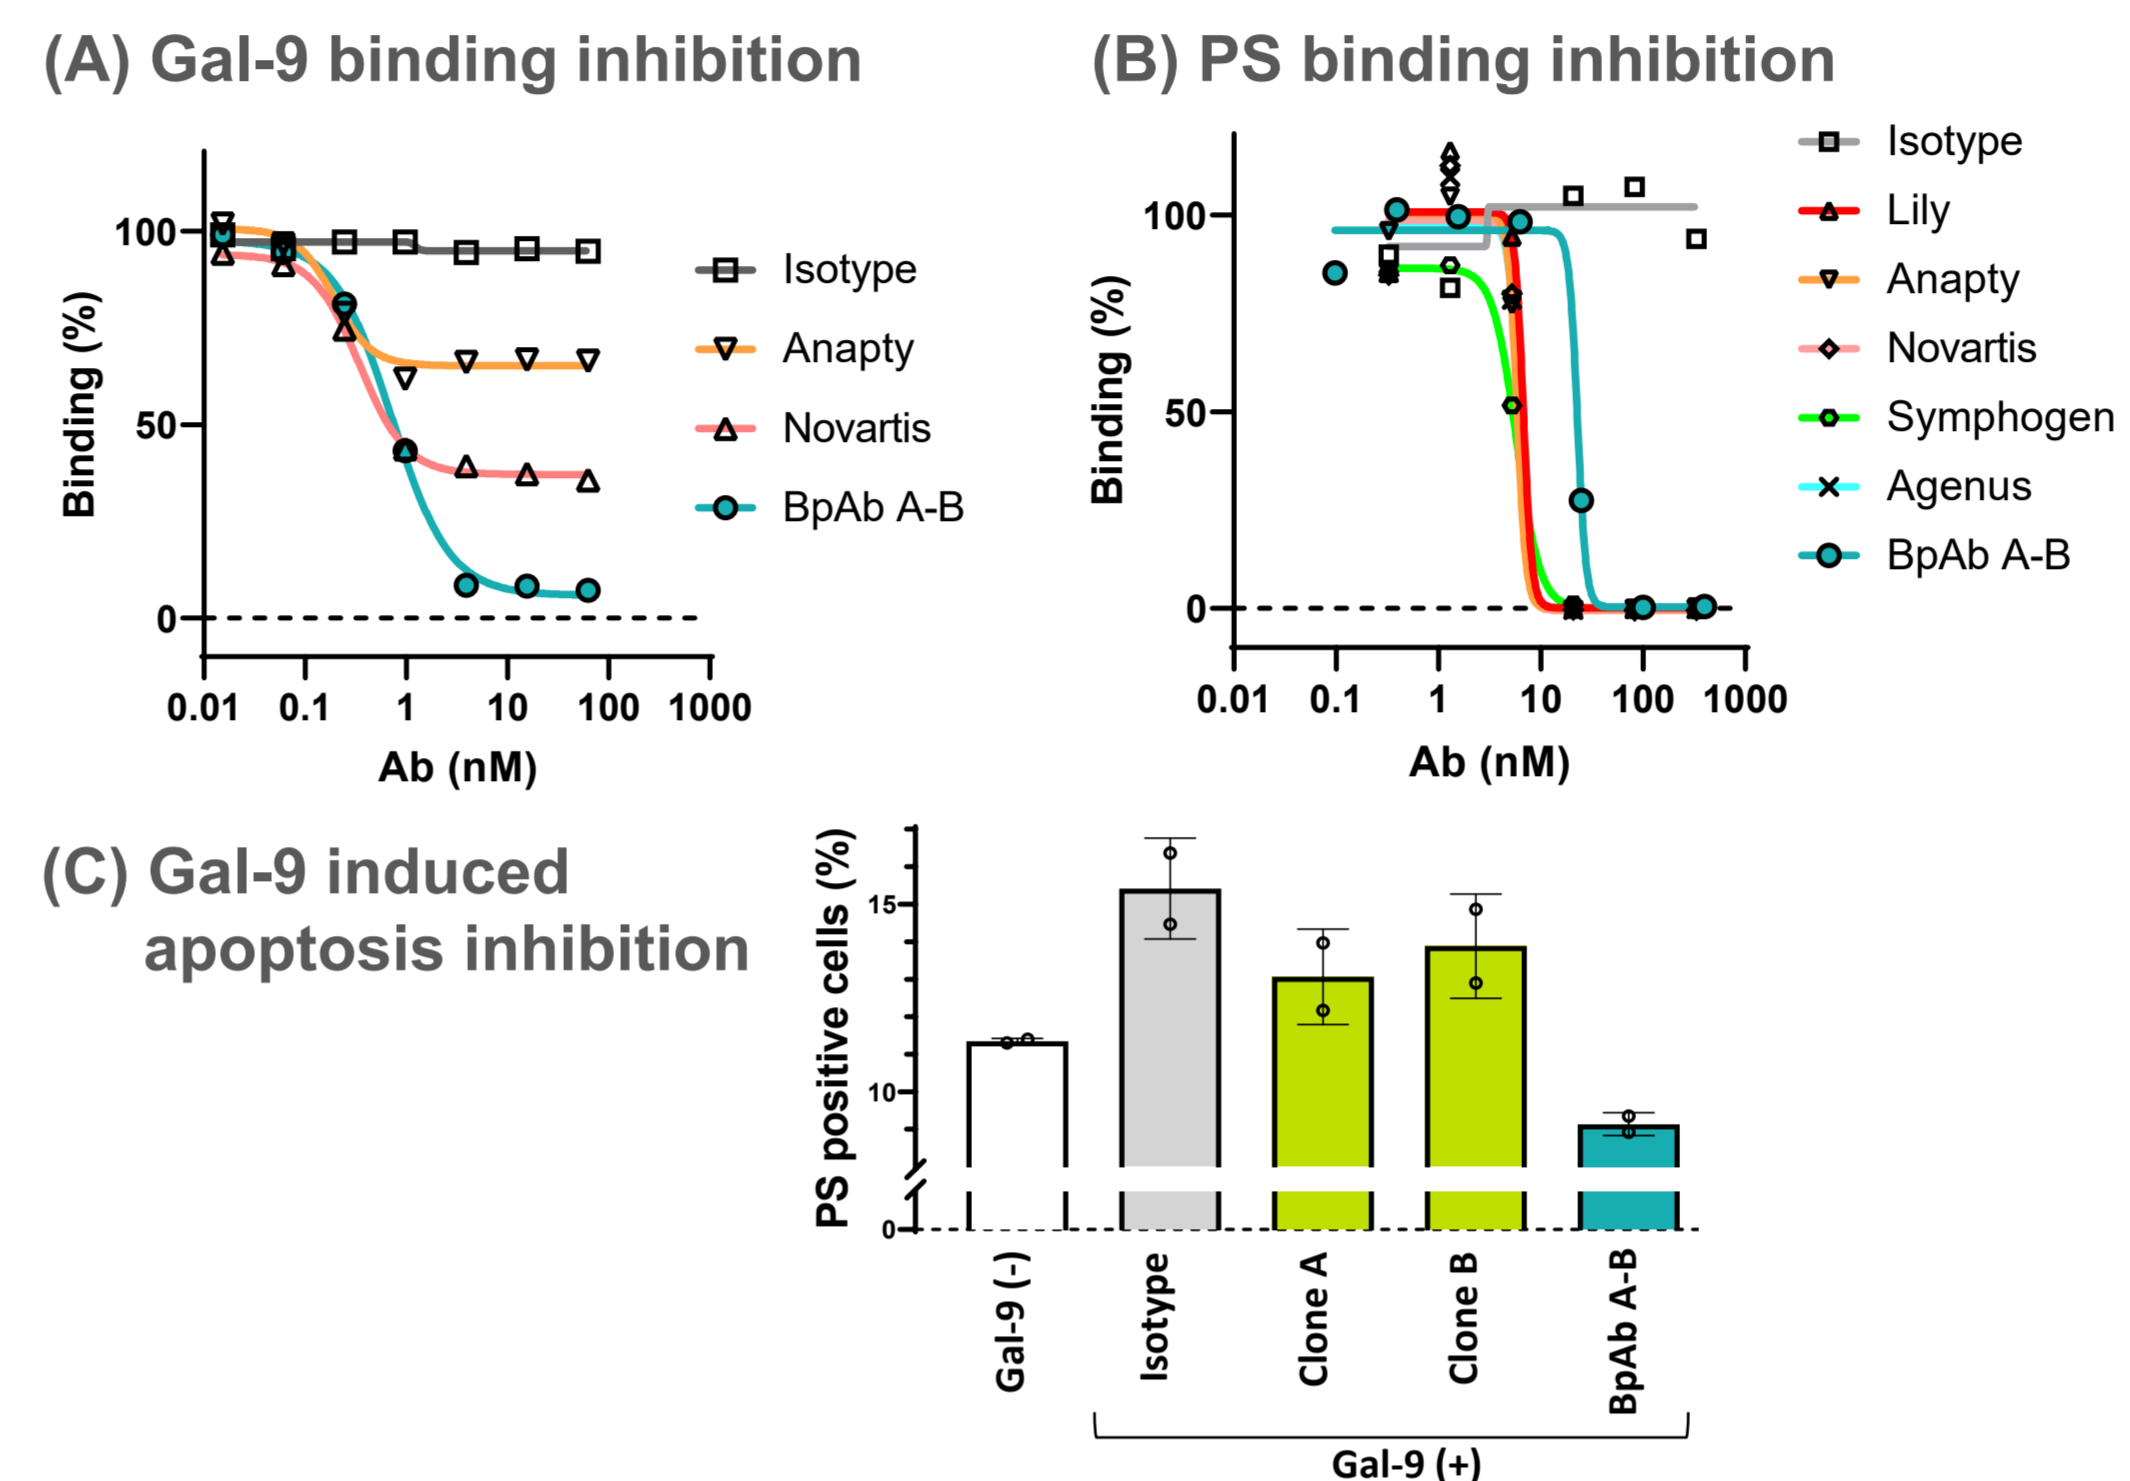 (A) Gal-9 binding inhibition
Binding (%)
100
50
0
0.01 0.1 1 10 100 1000
Ab (nM)
Isotype
Anapty
Novartis
BpAb A-B
(B) PS binding inhibition
Binding (%)
100
50
0
0.01 0.1 1 10 100 1000
Ab (nM)
Isotype
Lily
Anapty
Novartis
Symphogen
Agenus
BpAb A-B
(C) Gal-9 induced
apoptosis inhibition
PS positive cells (%)
15
10
0
Gal-9 (-)
Isotype
Clone A
Clone B
BpAb A-B
Gal-9 (+)